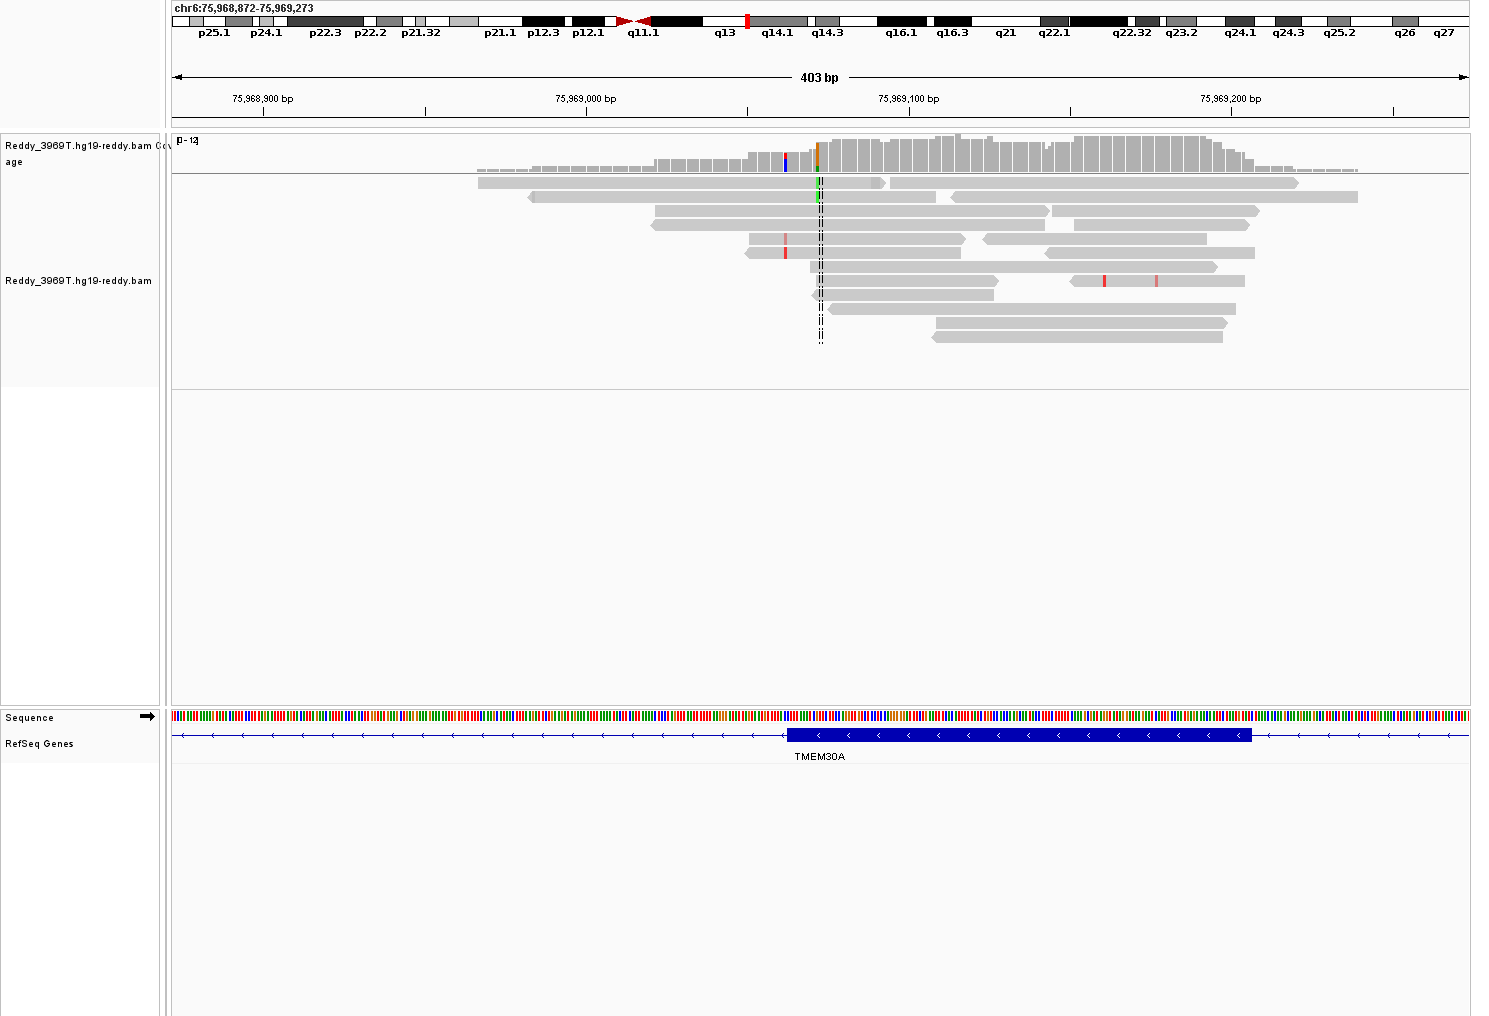 chr6:75,968,872-75,969,273
p25.1 p24.1 p22.3 p22.2 p21.32 p21.1 p12.3 p12.1 q11.1 q13 q14.1 q14.3 q16.1 q16.3 q21 q22.1 q22.32 q23.2 q24.1 q24.3 q25.2 q26 q27
403 bp
75,968,900 bp 75,969,000 bp 75,969,100 bp 75,969,200 bp
[0 - 12]
Reddy_3969T.hg19-reddy.bam Cov
age
Reddy_3969T.hg19-reddy.bam
Sequence
RefSeq Genes
TMEM30A